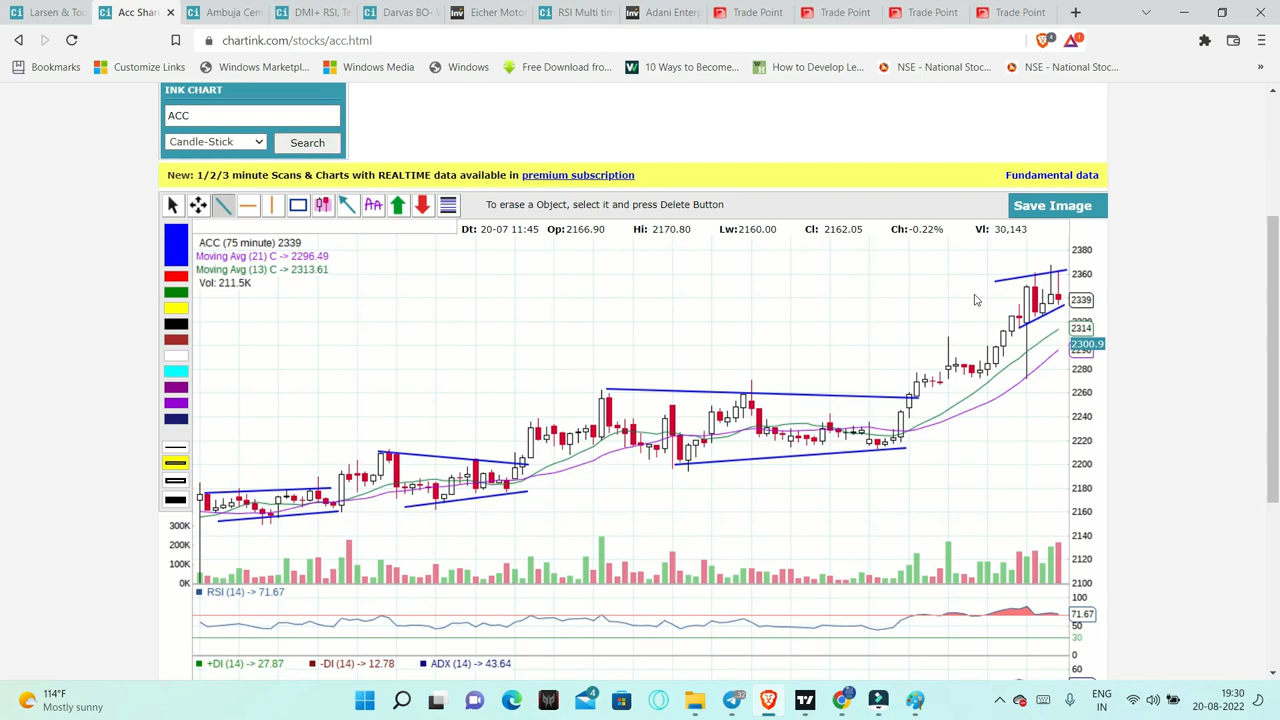 Larsen & Tou
Acc Shar
Ambuja Cem
DMI+ RSI, Te
Darvas BO- V
Eicher Motor
RSI Multi tim
Adani Enterp
Trade Point
Trade Point
Trade Point
Trade Point
chartink.com/stocks/acc.html
Bookmarks
Customize Links
Windows Marketpl...
Windows Media
Windows
Free Download fro...
10 Ways to Become...
How to Develop Le...
NSE - National Stoc...
NSE - National Stoc...
INK CHART
ACC
Candle-Stick
Search
New: 1/2/3 minute Scans & Charts with REALTIME data available in premium subscription
Fundamental data
To erase a Object, select it and press Delete Button
Save Image
Dt: 20-07 11:45 Op:2166.90 Hi: 2170.80 Lw:2160.00 Cl: 2162.05 Ch:-0.22% Vl: 30,143
ACC (75 minute) 2339
Moving Avg (21) C -> 2296.49
Moving Avg (13) C -> 2313.61
Vol: 211.5K
2380
2360
2339
2314
2300.9
2280
2260
2240
2220
2200
2180
2160
2140
2120
2100
300K
200K
100K
0K
RSI (14) -> 71.67
100
71.67
50
30
0
+DI (14) -> 27.87
-DI (14) -> 12.78
ADX (14) -> 43.64
60
114°F
Mostly sunny
ENG
IN
19:30
20-08-2022